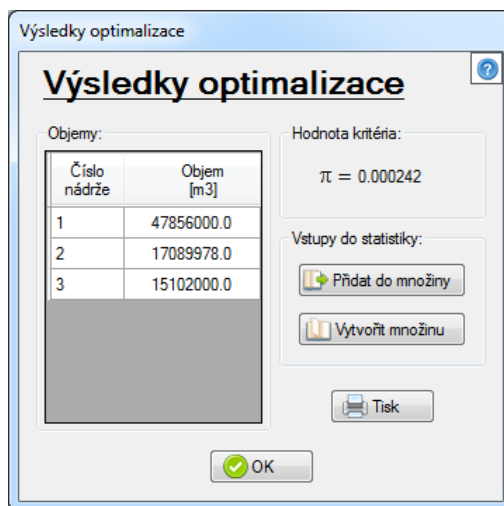 Výsledky optimalizace
Výsledky optimalizace
Objemy:
Číslo nádrže
Objem [m3]
1 47856000.0
2 17089978.0
3 15102000.0
Hodnota kritéria:
π = 0.000242
Vstupy do statistiky:
Přidat do množiny
Vytvořit množinu
Tisk
OK